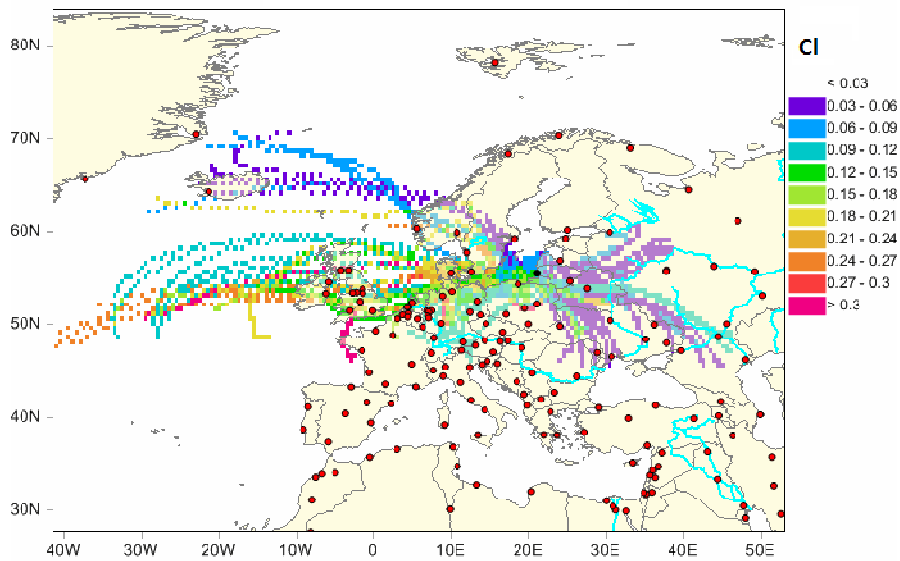 80N
70N
60N
50N
40N
30N
40W 30W 20W 10W 0 10E 20E 30E 40E 50E
CI
< 0.03
0.03 - 0.06
0.06 - 0.09
0.09 - 0.12
0.12 - 0.15
0.15 - 0.18
0.18 - 0.21
0.21 - 0.24
0.24 - 0.27
0.27 - 0.3
> 0.3